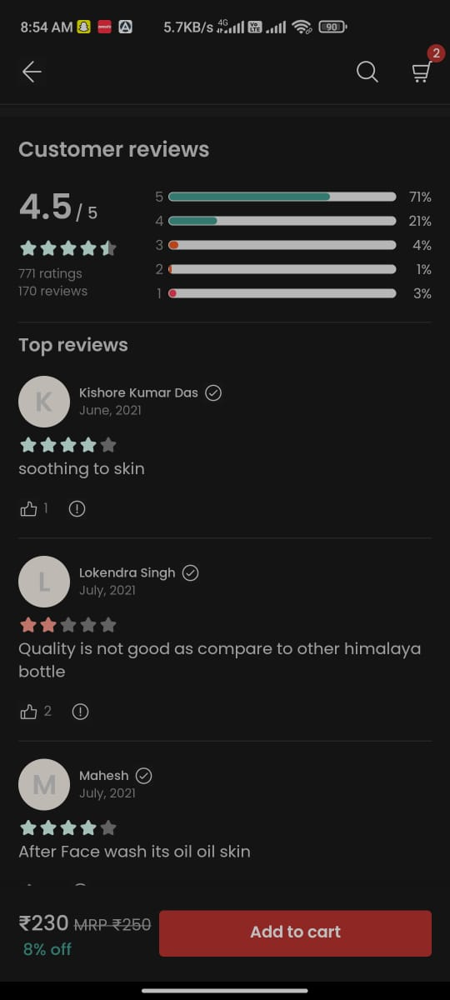 8:54 AM 5.7KB/s 4G Vo LTE 90
2
Customer reviews
4.5 / 5
771 ratings
170 reviews
5 71%
4 21%
3 4%
2 1%
1 3%
Top reviews
K
Kishore Kumar Das
June, 2021
soothing to skin
1
L
Lokendra Singh
July, 2021
Quality is not good as compare to other himalaya
bottle
2
M
Mahesh
July, 2021
After Face wash its oil oil skin
₹230 MRP ₹250
8% off
Add to cart